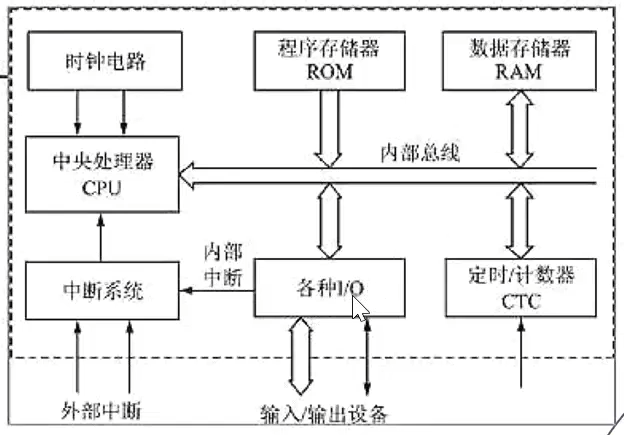 时钟电路
程序存储器
ROM
数据存储器
RAM
中央处理器
CPU
内部总线
中断系统
内部
中断
各种I/O
定时/计数器
CTC
外部中断
输入/输出设备